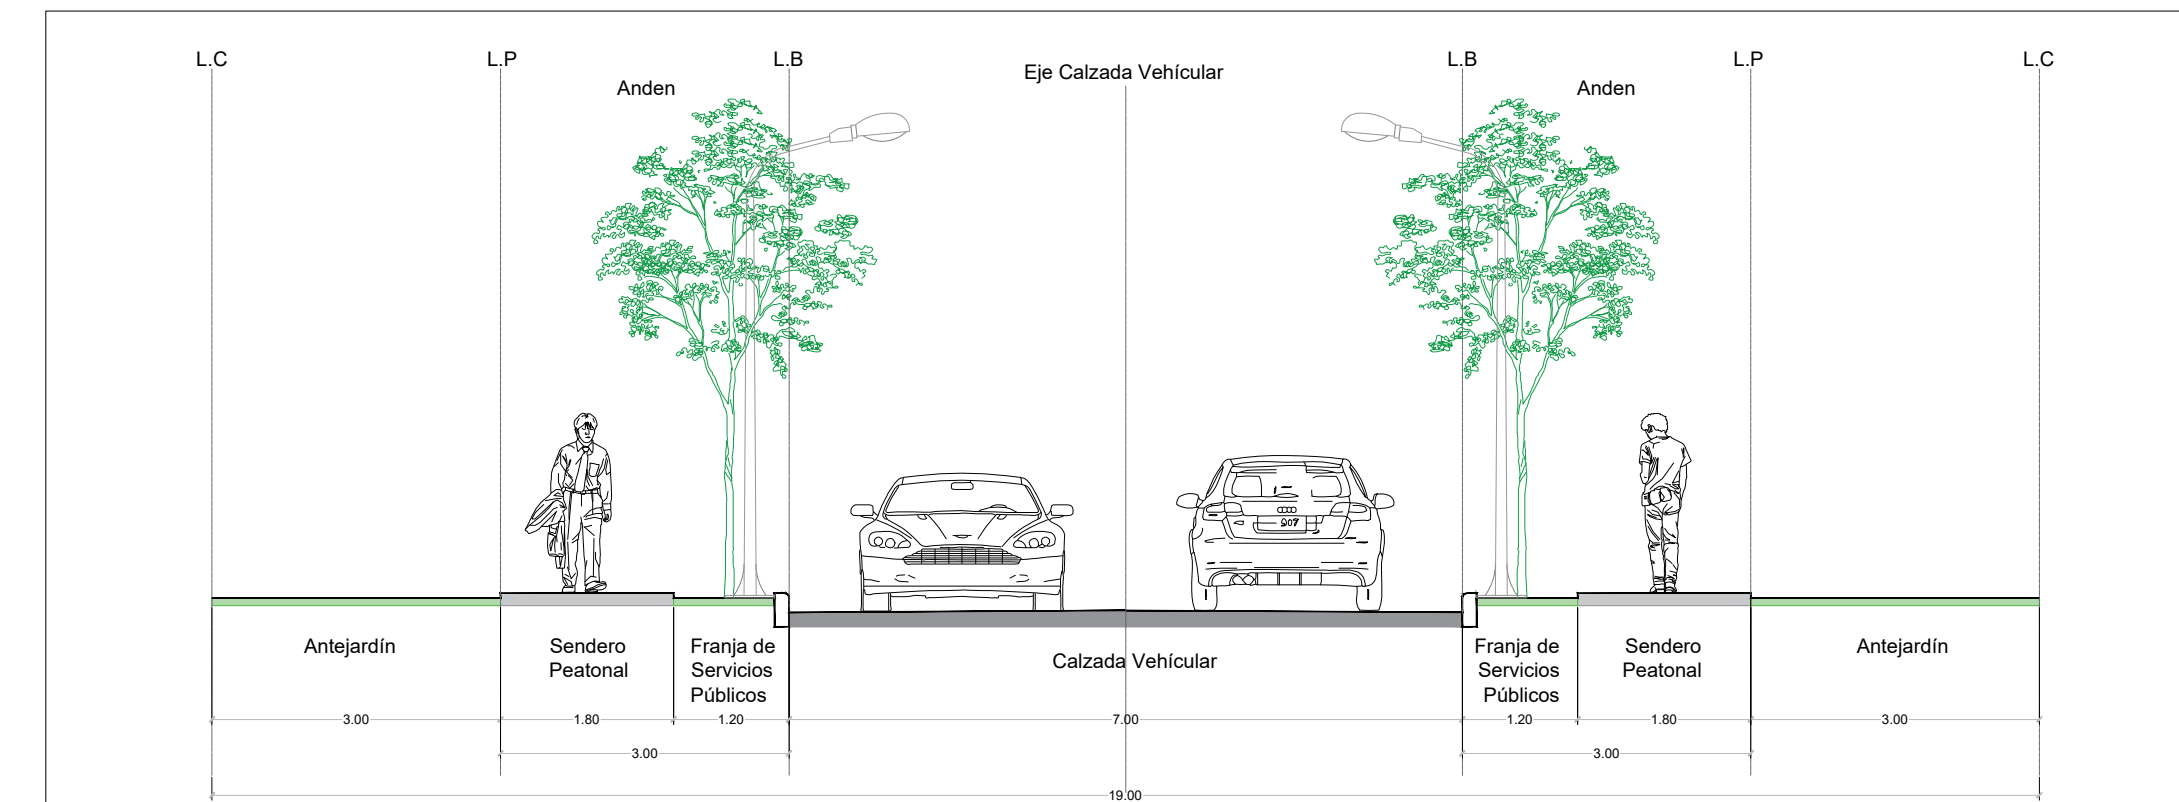 L.C L.P L.B L.B L.P L.C
Eje Calzada Vehícular
Anden Anden
907
Antejardín
Sendero
Peatonal
Franja de
Servicios
Públicos
Calzada Vehícular
Franja de
Servicios
Públicos
Sendero
Peatonal
Antejardín
3.00 1.80 1.20 7.00 1.20 1.80 3.00
3.00 3.00
19.00